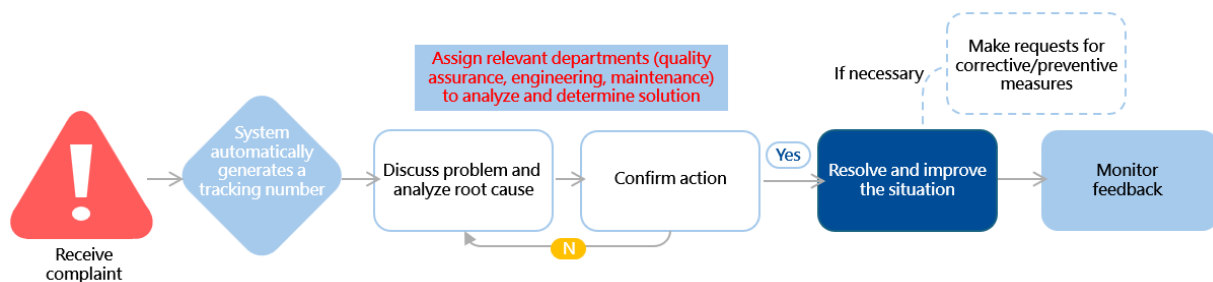 Receive
complaint
System
automatically
generates a
tracking number
Assign relevant departments (quality
assurance, engineering, maintenance)
to analyze and determine solution
Discuss problem and
analyze root cause
Confirm action
N
Yes
Resolve and improve
the situation
If necessary
Make requests for
corrective/preventive
measures
Monitor
feedback